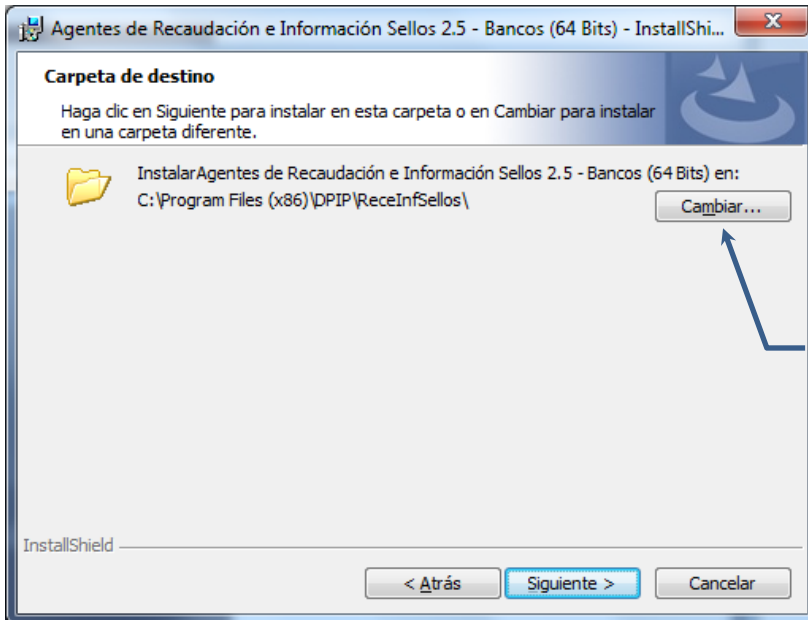 Agentes de Recaudación e Información Sellos 2.5 - Bancos (64 Bits) - InstallShi...
Carpeta de destino
Haga clic en Siguiente para instalar en esta carpeta o en Cambiar para instalar
en una carpeta diferente.
InstalarAgentes de Recaudación e Información Sellos 2.5 - Bancos (64 Bits) en:
C:\Program Files (x86)\DPIP\ReceInfSellos\
Cambiar...
InstallShield
< Atrás
Siguiente >
Cancelar